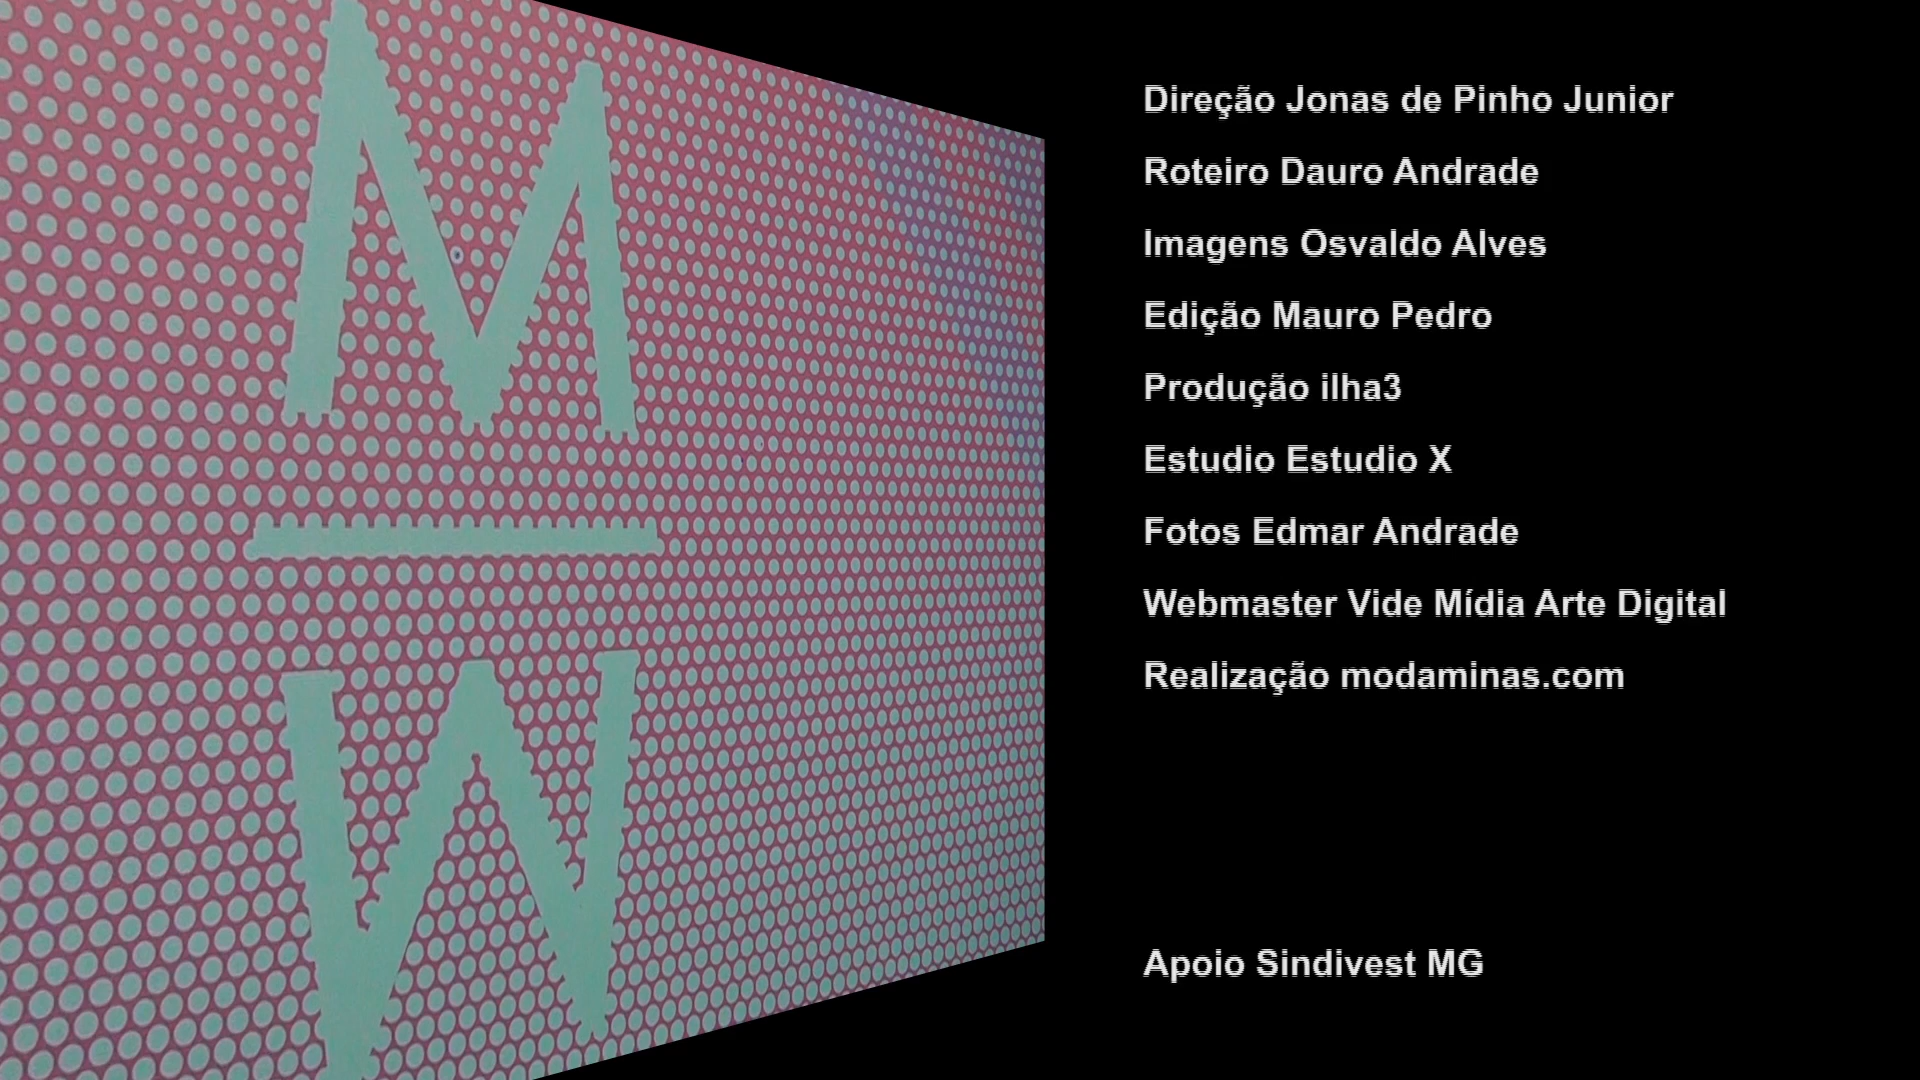 M
M
Direção Jonas de Pinho Junior
Roteiro Dauro Andrade
Imagens Osvaldo Alves
Edição Mauro Pedro
Produção ilha3
Estudio Estudio X
Fotos Edmar Andrade
Webmaster Vide Mídia Arte Digital
Realização modaminas.com
Apoio Sindivest MG